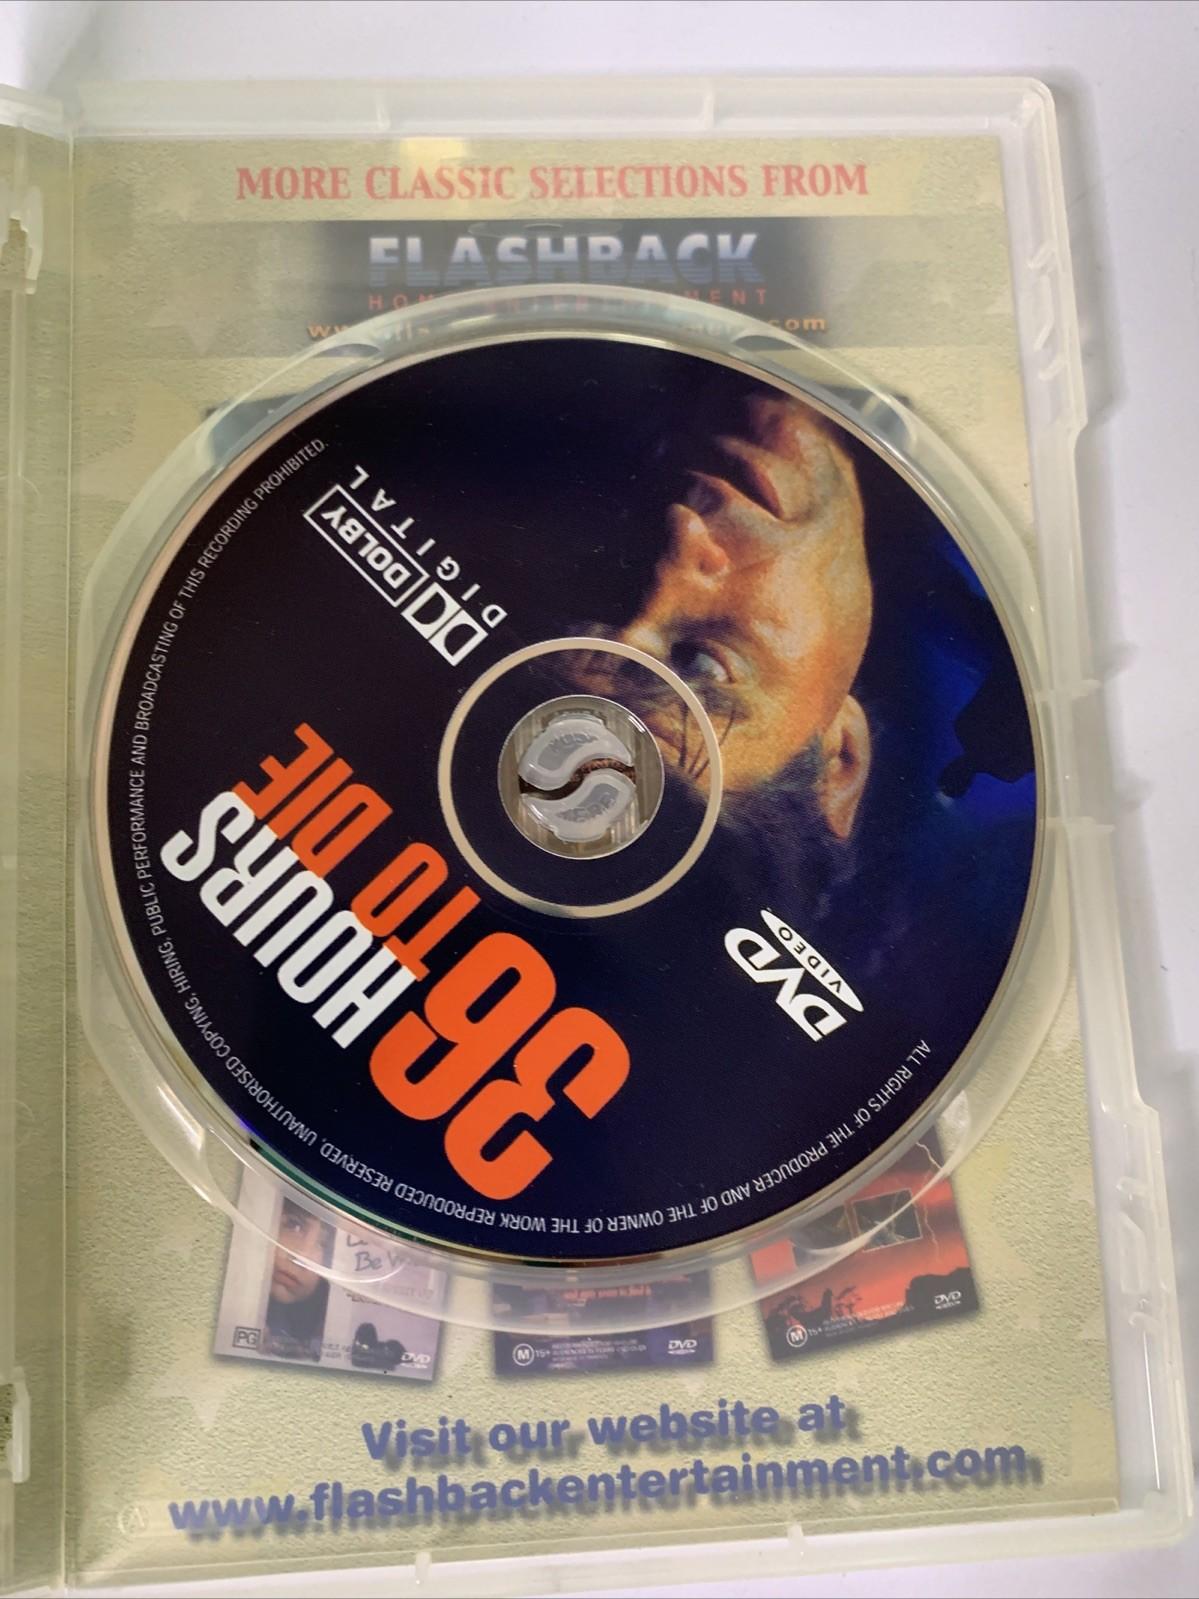 MORE CLASSIC SELECTIONS FROM
FLASHBACK
HOME ENTERTAINMENT
DOLBY
DIGITAL
36
HOURS
TO DIE
DVD
VIDEO
ALL RIGHTS OF THE PRODUCER AND OF THE OWNER OF THE WORK REPRODUCED RESERVED. UNAUTHORISED COPYING, HIRING, PUBLIC PERFORMANCE AND BROADCASTING OF THIS RECORDING PROHIBITED.
Be
PG
DVD
M 15+
DVD
M 15+
DVD
Visit our website at
www.flashbackentertainment.com